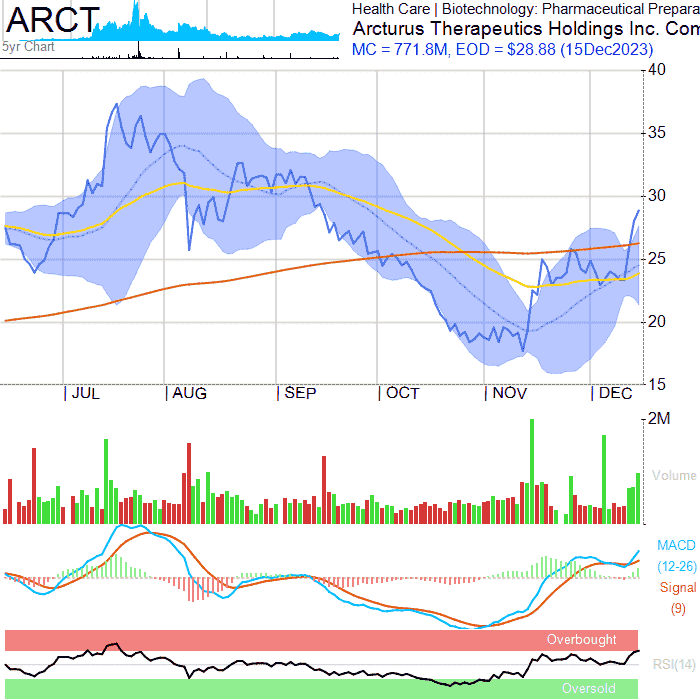 ARCT
5yr Chart
Health Care | Biotechnology: Pharmaceutical Prepara
Arcturus Therapeutics Holdings Inc. Com
MC = 771.8M, EOD = $28.88 (15Dec2023)
40
35
30
25
20
15
JUL AUG SEP OCT NOV DEC
2M
Volume
MACD
(12-26)
Signal
(9)
Overbought
RSI(14)
Oversold